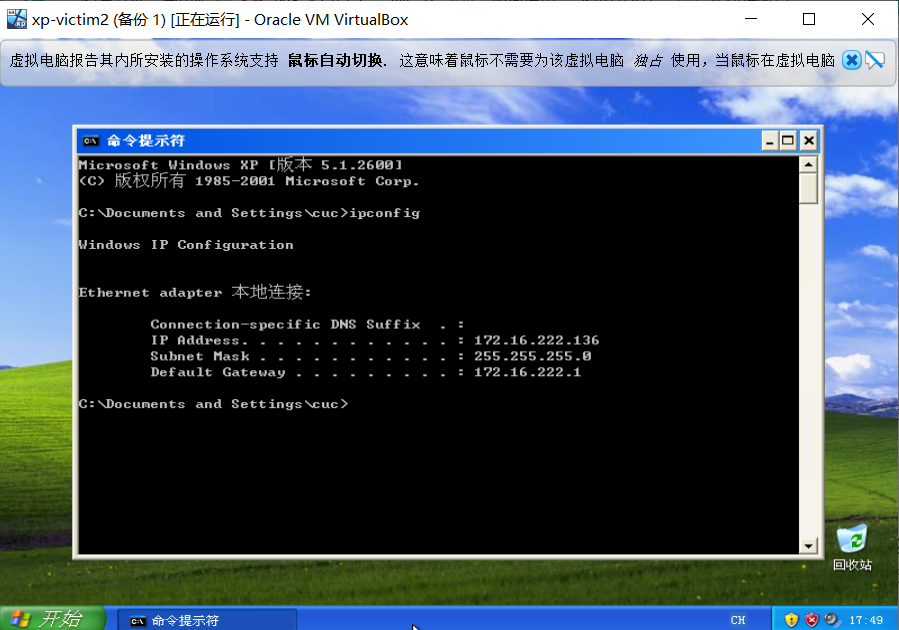 xp-victim2 (备份 1) [正在运行] - Oracle VM VirtualBox
虚拟电脑报告其内所安装的操作系统支持 鼠标自动切换. 这意味着鼠标不需要为该虚拟电脑 独占 使用，当鼠标在虚拟电脑
命令提示符
Microsoft Windows XP [版本 5.1.2600]
(C) 版权所有 1985-2001 Microsoft Corp.
C:\Documents and Settings\cuc>ipconfig
Windows IP Configuration
Ethernet adapter 本地连接:
Connection-specific DNS Suffix  . :
IP Address. . . . . . . . . . . . : 172.16.222.136
Subnet Mask . . . . . . . . . . . : 255.255.255.0
Default Gateway . . . . . . . . . : 172.16.222.1
C:\Documents and Settings\cuc>
回收站
开始 命令提示符 CH 17:49